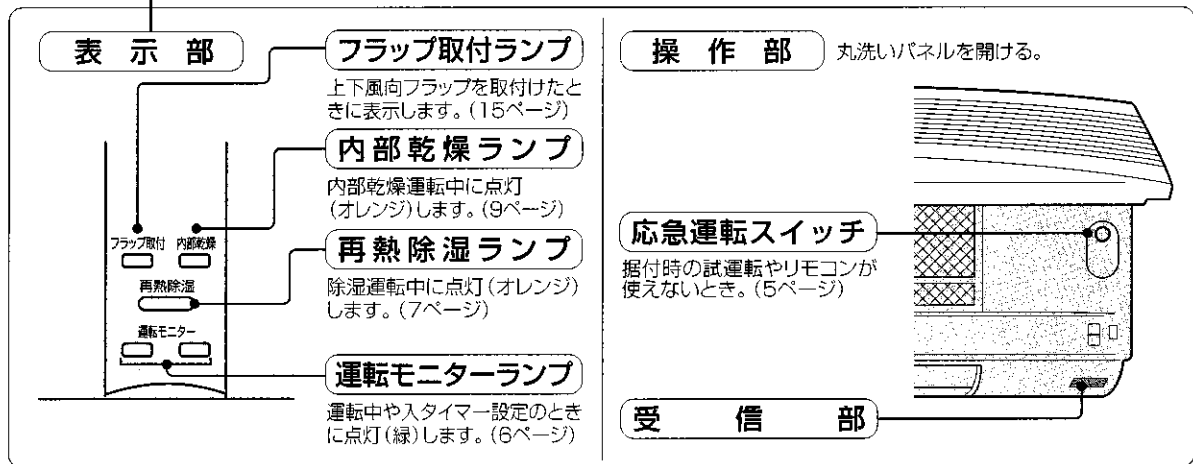 表示部
フラップ取付ランプ
上下風向フラップを取付けたと
きに表示します。(15ページ)
内部乾燥ランプ
内部乾燥運転中に点灯
(オレンジ)します。(9ページ)
再熱除湿ランプ
除湿運転中に点灯(オレンジ)
します。(7ページ)
運転モニターランプ
運転中や入タイマー設定のとき
に点灯(緑)します。(6ページ)
フラップ取付 内部乾燥
再熱除湿
運転モニター
操作部 丸洗いパネルを開ける。
応急運転スイッチ
据付時の試運転やリモコンが
使えないとき。(5ページ)
受信部